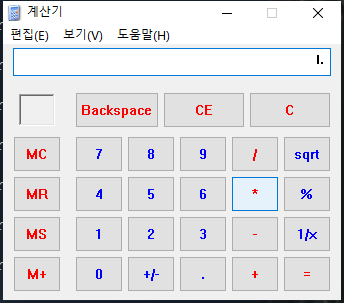 계산기
편집(E) 보기(V) 도움말(H)
Backspace CE C
MC 7 8 9 / sqrt
MR 4 5 6 * %
MS 1 2 3 - 1/x
M+ 0 +/- . + =